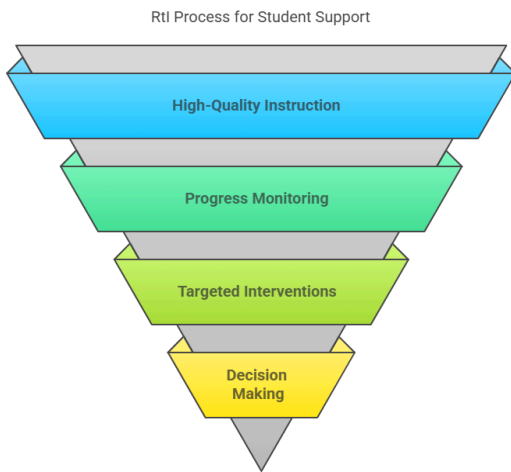 RtI Process for Student Support
High-Quality Instruction
Progress Monitoring
Targeted Interventions
Decision
Making